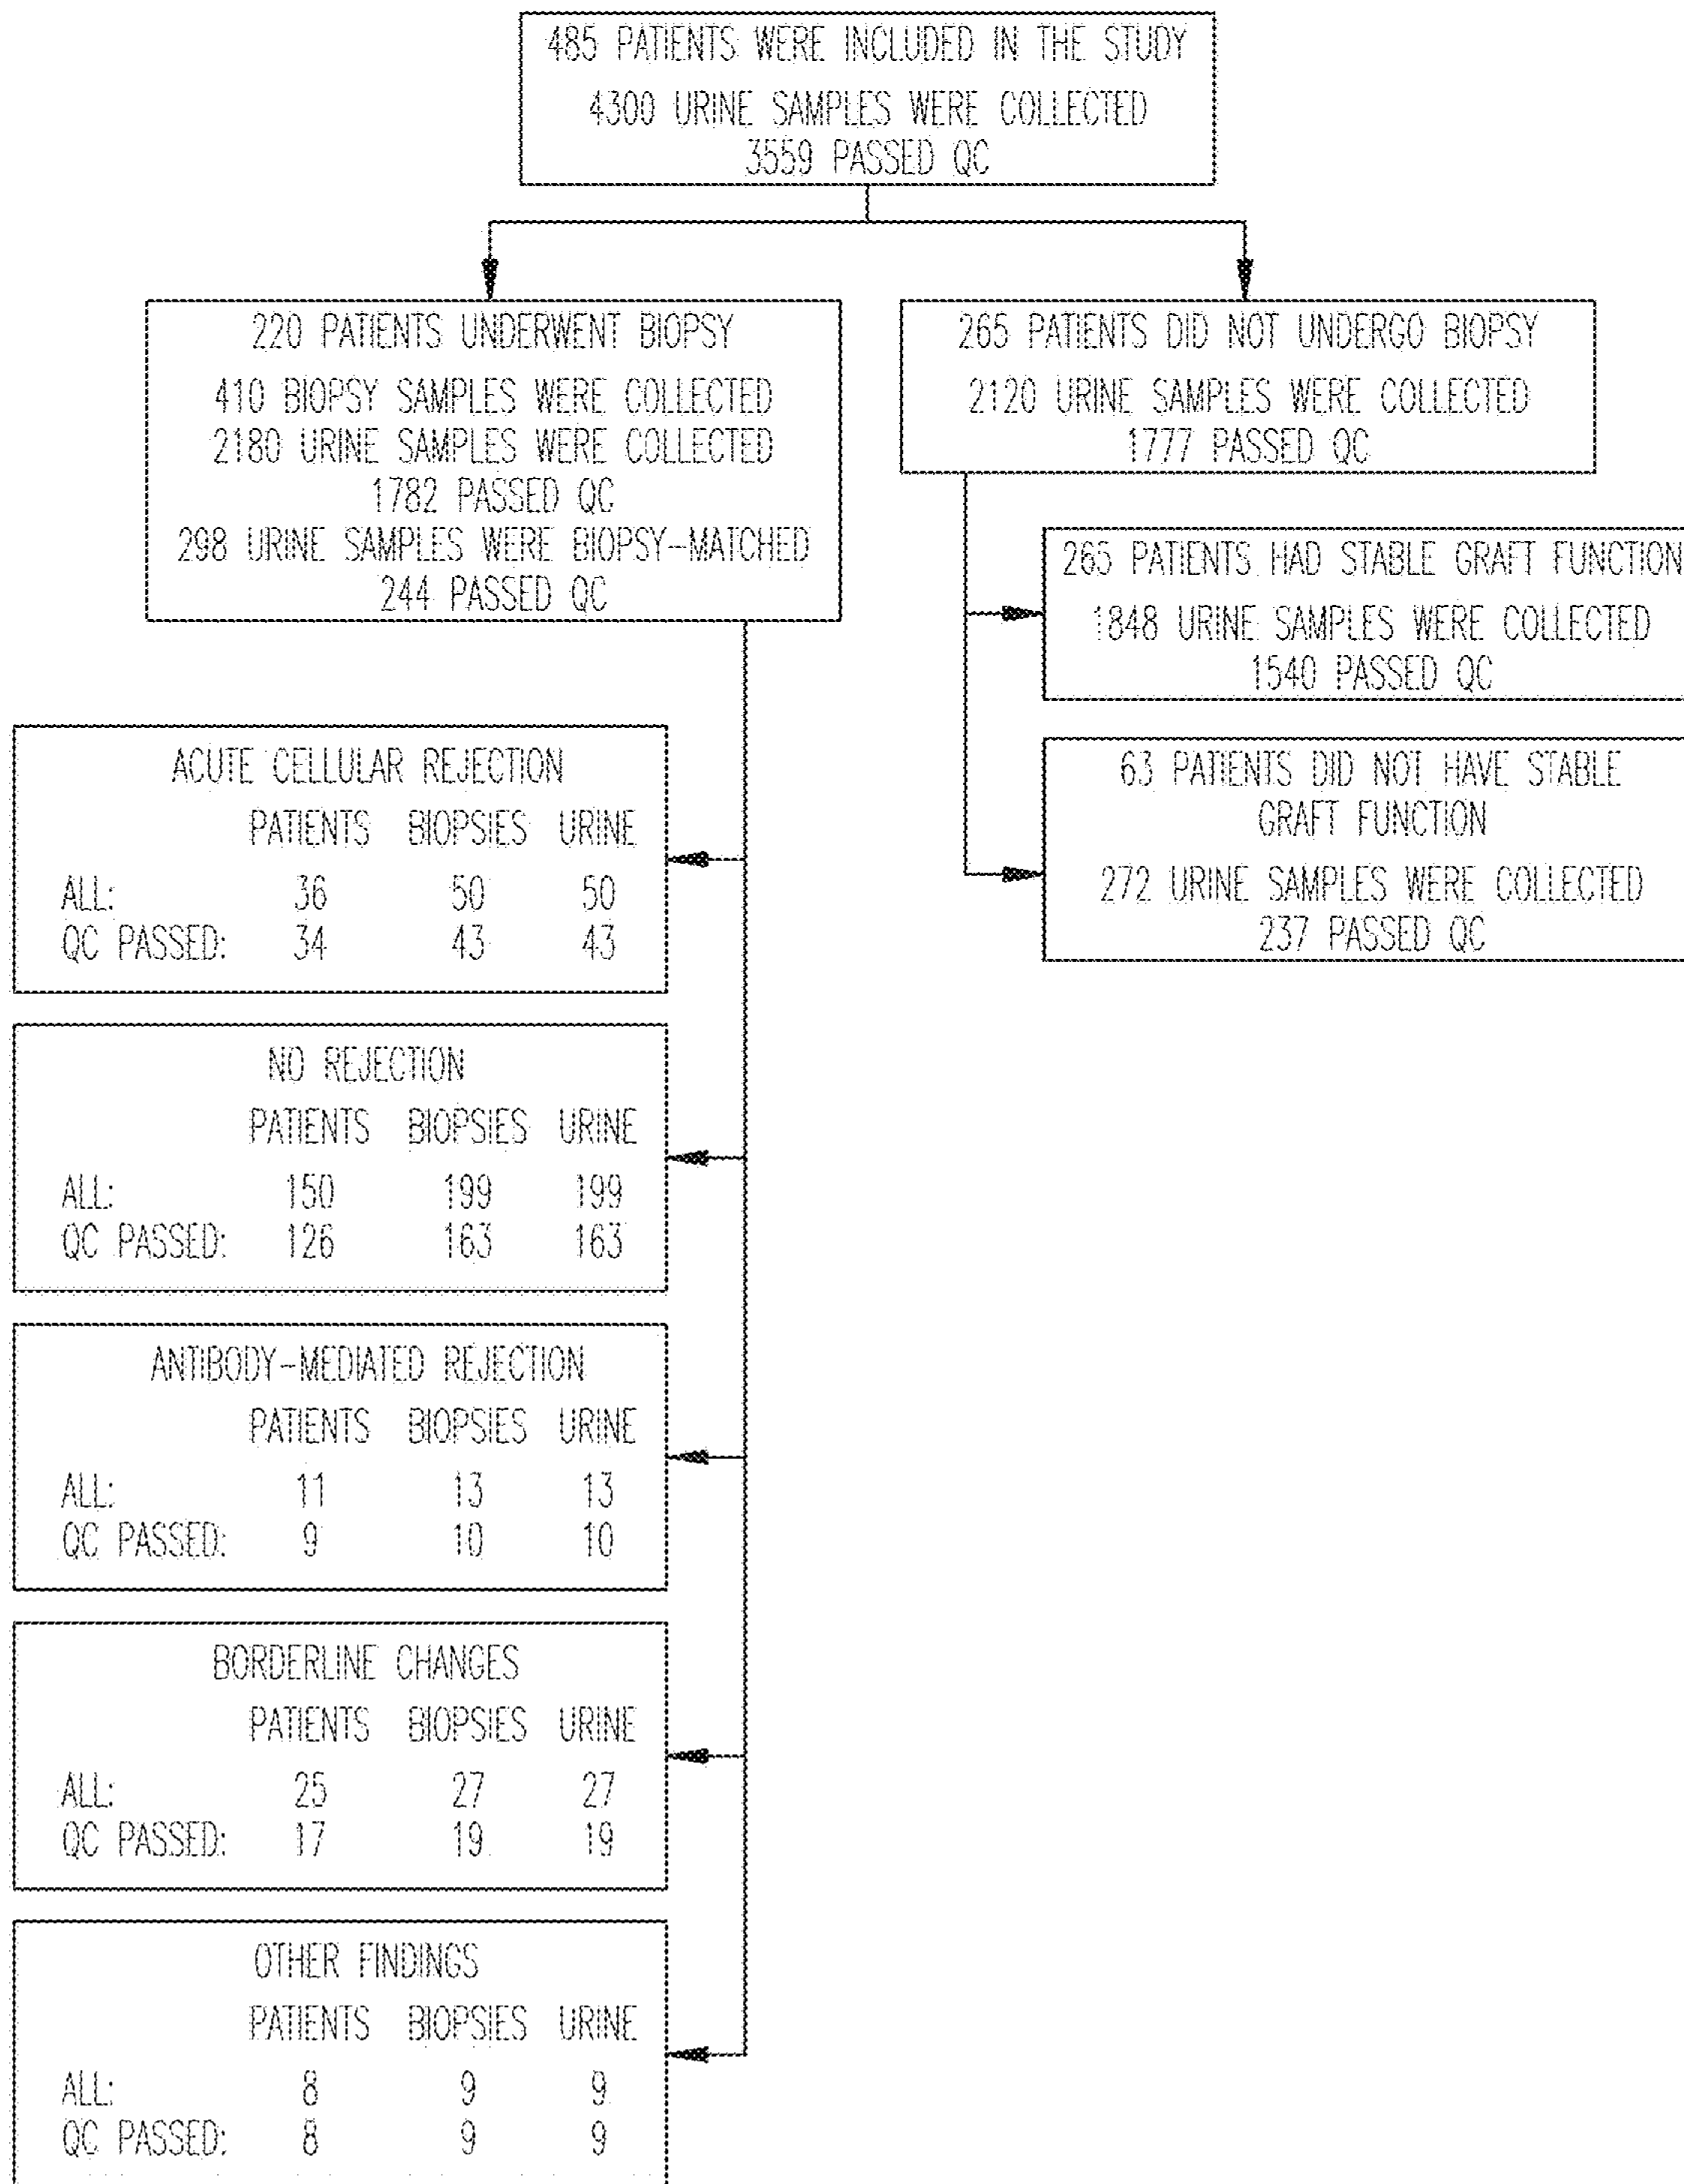 485 PATIENTS WERE INCLUDED IN THE STUDY
4300 URINE SAMPLES WERE COLLECTED
3559 PASSED QC
220 PATIENTS UNDERWENT BIOPSY
410 BIOPSY SAMPLES WERE COLLECTED
2180 URINE SAMPLES WERE COLLECTED
1782 PASSED QC
298 URINE SAMPLES WERE BIOPSY-MATCHED
244 PASSED QC
265 PATIENTS DID NOT UNDERGO BIOPSY
2120 URINE SAMPLES WERE COLLECTED
1777 PASSED QC
265 PATIENTS HAD STABLE GRAFT FUNCTION
1848 URINE SAMPLES WERE COLLECTED
1540 PASSED QC
63 PATIENTS DID NOT HAVE STABLE
GRAFT FUNCTION
272 URINE SAMPLES WERE COLLECTED
237 PASSED QC
ACUTE CELLULAR REJECTION
PATIENTS BIOPSIES URINE
ALL: 36 50 50
QC PASSED: 34 43 43
NO REJECTION
PATIENTS BIOPSIES URINE
ALL: 150 199 199
QC PASSED: 126 163 163
ANTIBODY-MEDIATED REJECTION
PATIENTS BIOPSIES URINE
ALL: 11 13 13
QC PASSED: 9 10 10
BORDERLINE CHANGES
PATIENTS BIOPSIES URINE
ALL: 25 27 27
QC PASSED: 17 19 19
OTHER FINDINGS
PATIENTS BIOPSIES URINE
ALL: 8 9 9
QC PASSED: 8 9 9